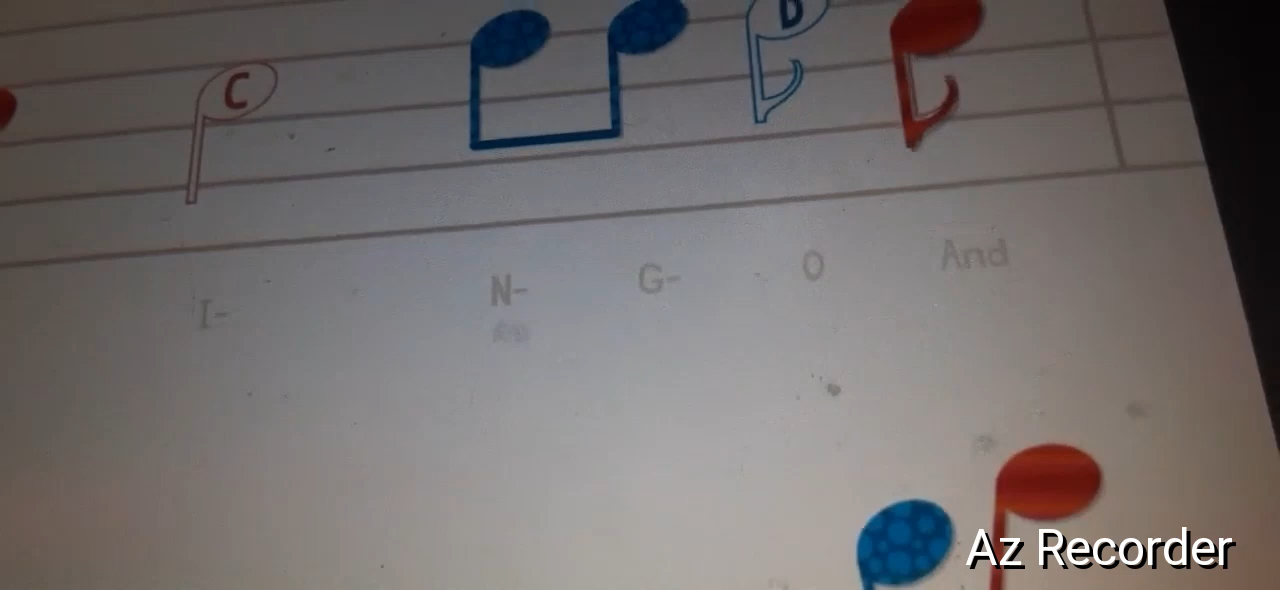 C D
I- N- G- O And
Az Recorder